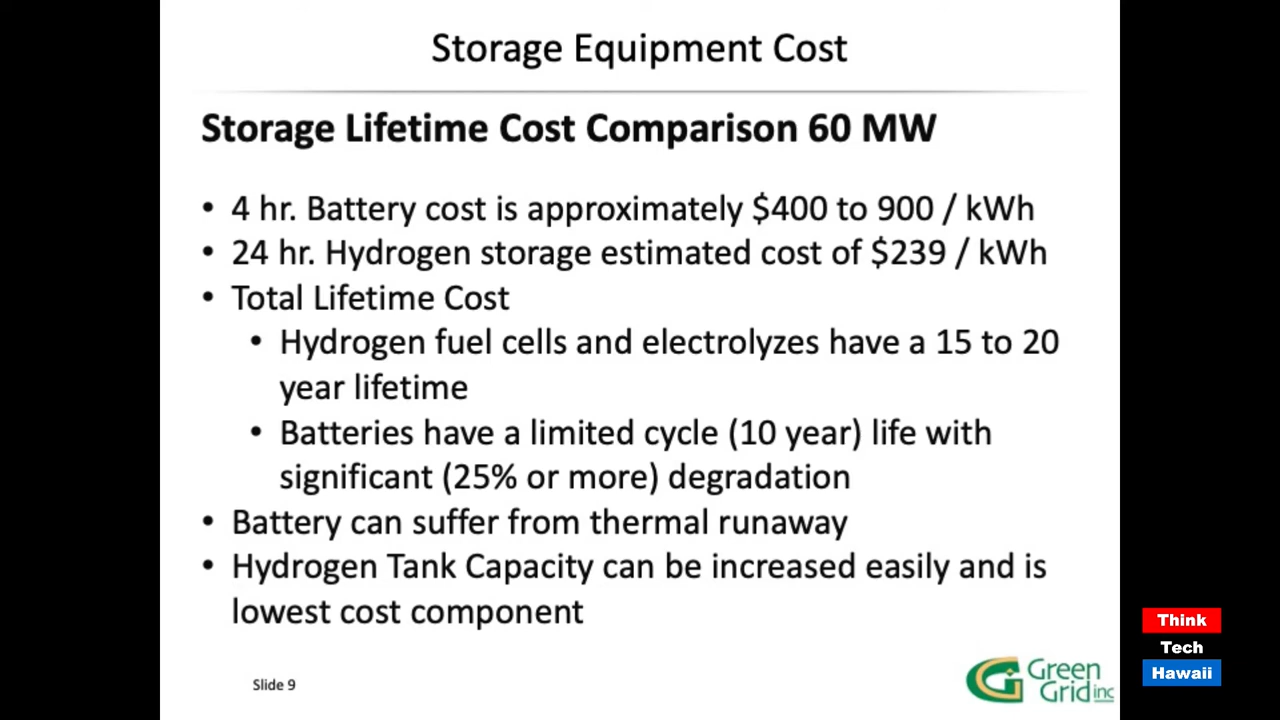 Storage Equipment Cost
Storage Lifetime Cost Comparison 60 MW
• 4 hr. Battery cost is approximately $400 to 900 / kWh
• 24 hr. Hydrogen storage estimated cost of $239 / kWh
• Total Lifetime Cost
• Hydrogen fuel cells and electrolyzes have a 15 to 20
year lifetime
• Batteries have a limited cycle (10 year) life with
significant (25% or more) degradation
• Battery can suffer from thermal runaway
• Hydrogen Tank Capacity can be increased easily and is
lowest cost component
Slide 9
Green
Grid inc
Think
Tech
Hawaii